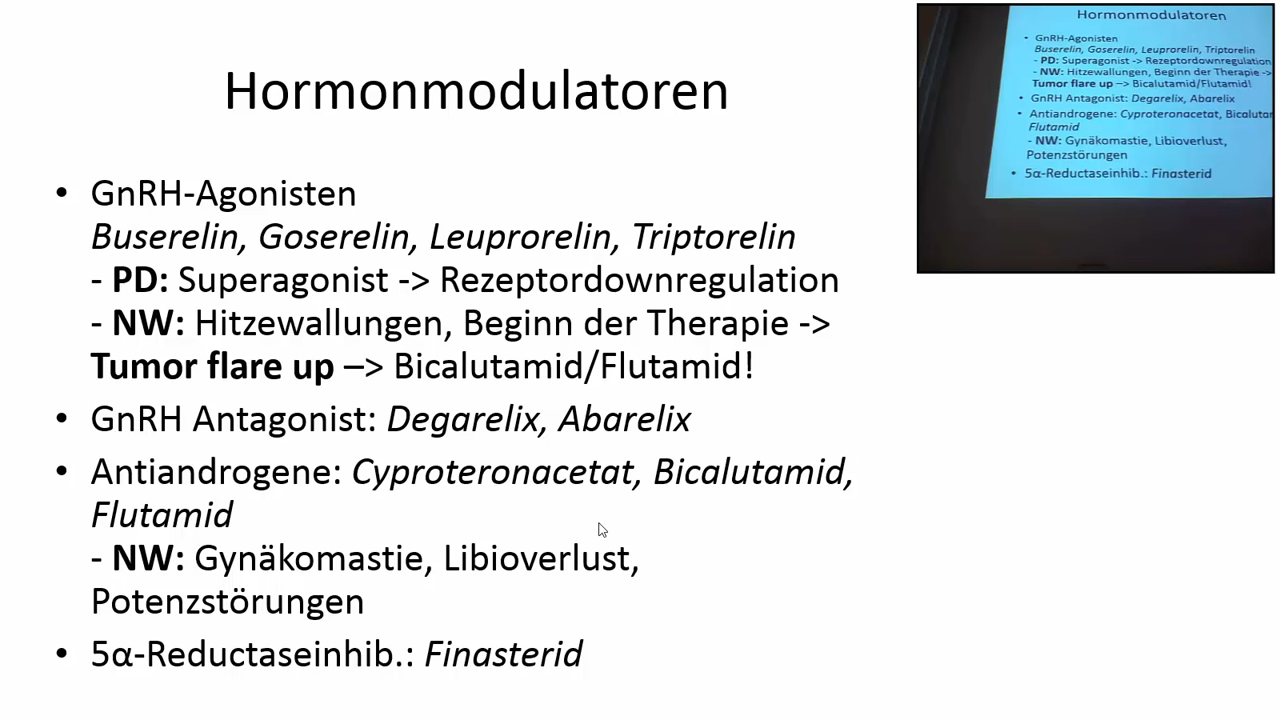 Hormonmodulatoren
• GnRH-Agonisten
Buserelin, Goserelin, Leuprorelin, Triptorelin
- PD: Superagonist -> Rezeptordownregulation
- NW: Hitzewallungen, Beginn der Therapie ->
Tumor flare up –> Bicalutamid/Flutamid!
• GnRH Antagonist: Degarelix, Abarelix
• Antiandrogene: Cyproteronacetat, Bicalutamid,
Flutamid
- NW: Gynäkomastie, Libioverlust,
Potenzstörungen
• 5α-Reductaseinhib.: Finasterid
Hormonmodulatoren
• GnRH-Agonisten
Buserelin, Goserelin, Leuprorelin, Triptorelin
- PD: Superagonist -> Rezeptordownregulation
- NW: Hitzewallungen, Beginn der Therapie ->
Tumor flare up –> Bicalutamid/Flutamid!
• GnRH Antagonist: Degarelix, Abarelix
• Antiandrogene: Cyproteronacetat, Bicalutam
Flutamid
- NW: Gynäkomastie, Libioverlust,
Potenzstörungen
• 5α-Reductaseinhib.: Finasterid